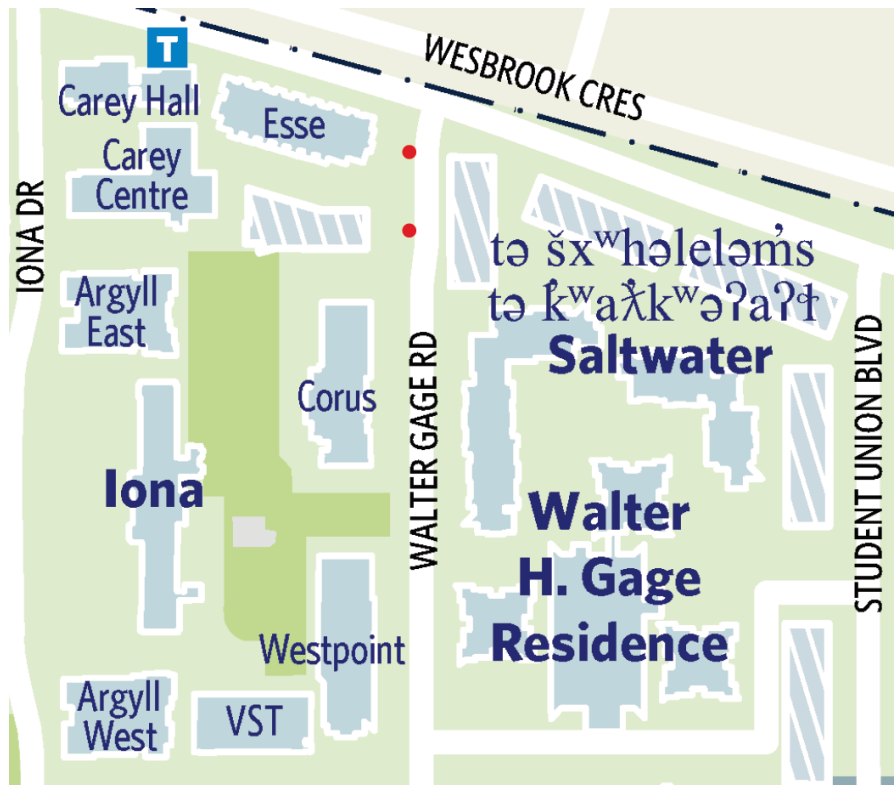 T
WESBROOK CRES
Carey Hall
Esse
Carey
Centre
IONA DR
tə šxʷhəleləm̓s
tə k̓ʷaƛ̓kʷəʔaʔɬ
Saltwater
Argyll
East
Corus
WALTER GAGE RD
STUDENT UNION BLVD
Iona
Walter
H. Gage
Residence
Westpoint
Argyll
West
VST